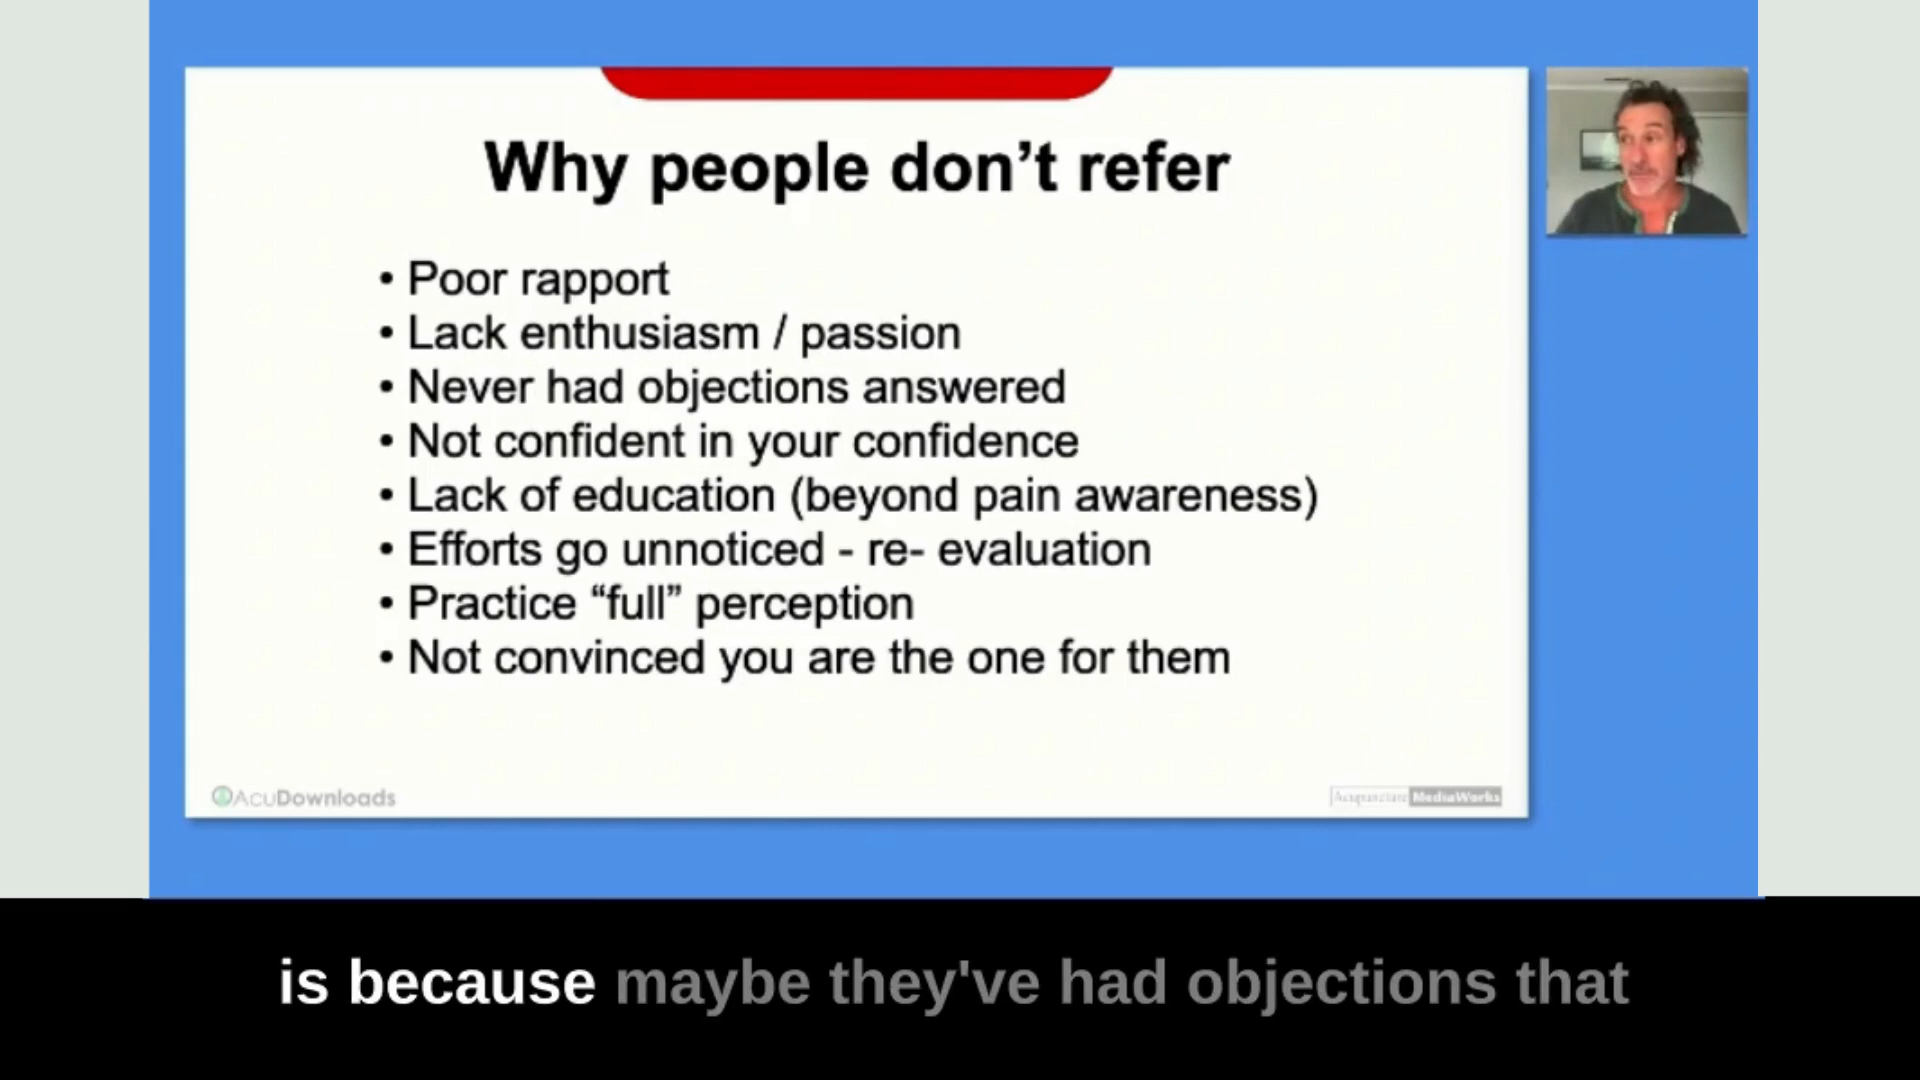 Why people don’t refer
• Poor rapport
• Lack enthusiasm / passion
• Never had objections answered
• Not confident in your confidence
• Lack of education (beyond pain awareness)
• Efforts go unnoticed - re- evaluation
• Practice “full” perception
• Not convinced you are the one for them
AcuDownloads
Acupuncture MediaWorks
is because maybe they've had objections that